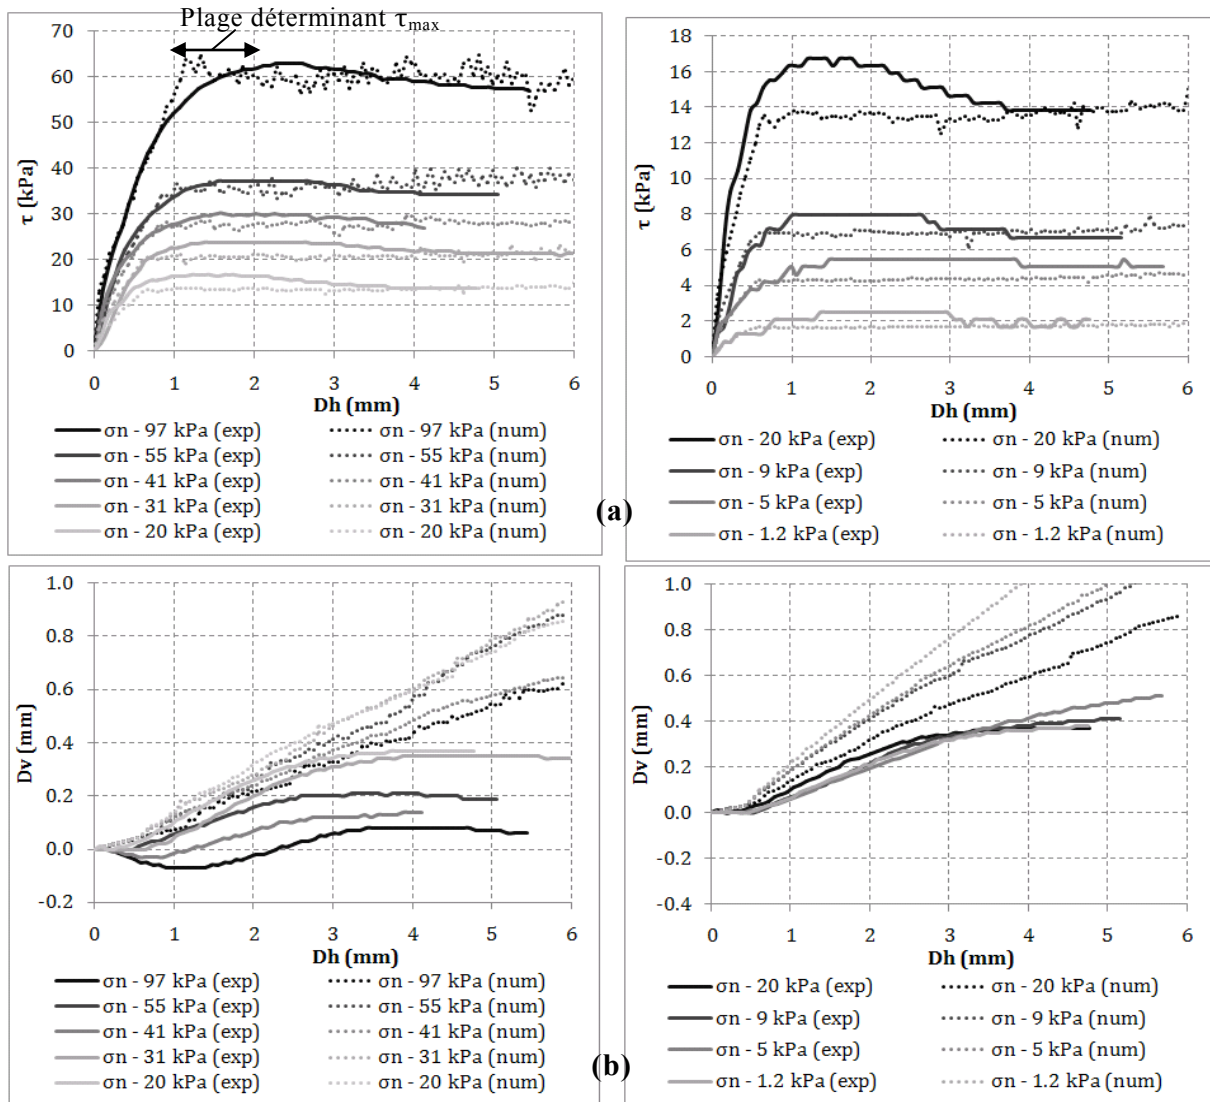 Plage déterminant τmax
70
60
50
40
30
20
10
0
τ (kPa)
0 1 2 3 4 5 6
Dh (mm)
σn - 97 kPa (exp) σn - 97 kPa (num)
σn - 55 kPa (exp) σn - 55 kPa (num)
σn - 41 kPa (exp) σn - 41 kPa (num)
σn - 31 kPa (exp) σn - 31 kPa (num)
σn - 20 kPa (exp) σn - 20 kPa (num)
18
16
14
12
10
8
6
4
2
0
τ (kPa)
0 1 2 3 4 5 6
Dh (mm)
σn - 20 kPa (exp) σn - 20 kPa (num)
σn - 9 kPa (exp) σn - 9 kPa (num)
σn - 5 kPa (exp) σn - 5 kPa (num)
σn - 1.2 kPa (exp) σn - 1.2 kPa (num)
(a)
1.0
0.8
0.6
0.4
0.2
0.0
-0.2
Dv (mm)
0 1 2 3 4 5 6
Dh (mm)
σn - 97 kPa (exp) σn - 97 kPa (num)
σn - 55 kPa (exp) σn - 55 kPa (num)
σn - 41 kPa (exp) σn - 41 kPa (num)
σn - 31 kPa (exp) σn - 31 kPa (num)
σn - 20 kPa (exp) σn - 20 kPa (num)
1.0
0.8
0.6
0.4
0.2
0.0
-0.2
-0.4
Dv (mm)
0 1 2 3 4 5 6
Dh (mm)
σn - 20 kPa (exp) σn - 20 kPa (num)
σn - 9 kPa (exp) σn - 9 kPa (num)
σn - 5 kPa (exp) σn - 5 kPa (num)
σn - 1.2 kPa (exp) σn - 1.2 kPa (num)
(b)